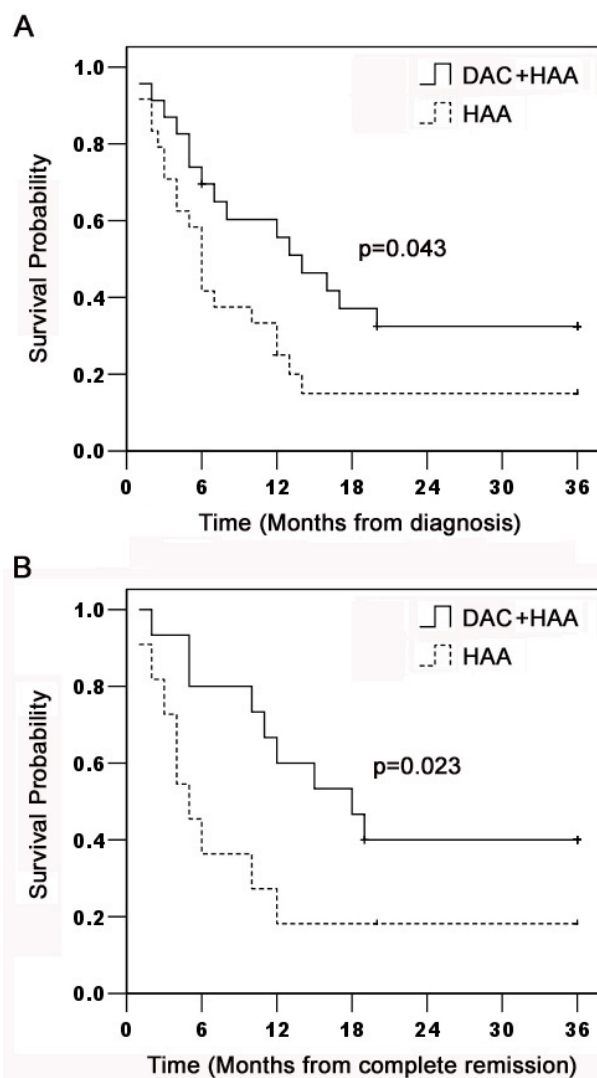 A
1.0
DAC+HAA
HAA
0.8
0.6
p=0.043
0.4
0.2
0.0
0 6 12 18 24 30 36
Survival Probability
Time (Months from diagnosis)
B
1.0
DAC+HAA
HAA
0.8
0.6
p=0.023
0.4
0.2
0.0
0 6 12 18 24 30 36
Survival Probability
Time (Months from complete remission)